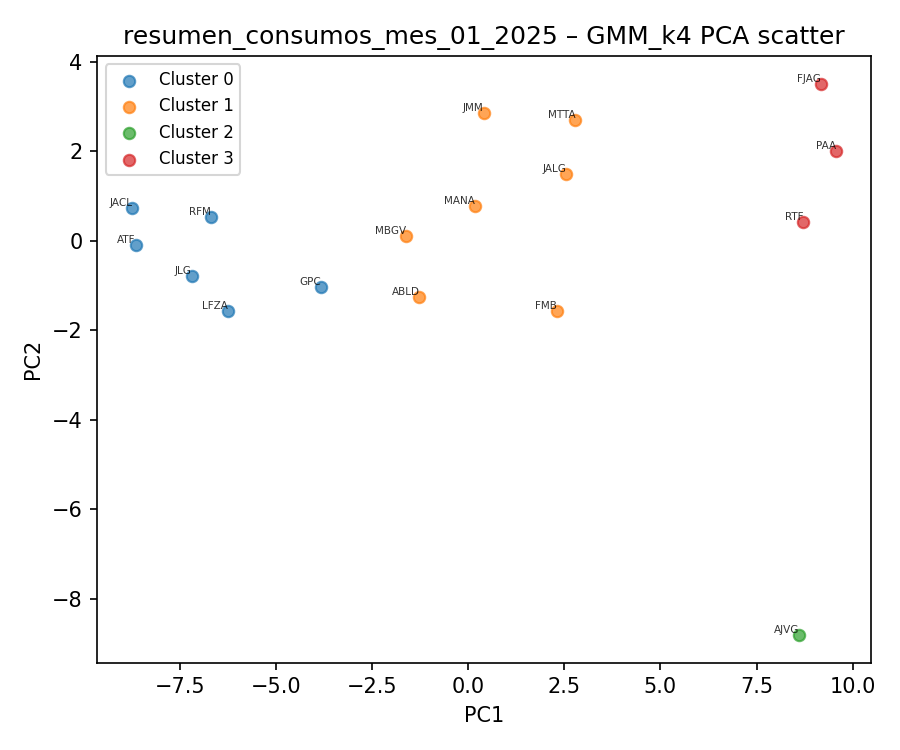 resumen_consumos_mes_01_2025 – GMM_k4 PCA scatter
Cluster 0
Cluster 1
Cluster 2
Cluster 3
4
2
0
−2
−4
−6
−8
PC2
FJAG
JMM
MTTA
PAA
JALG
MANA
JACL
RFM
RTF
MBGV
ATF
JLG
GPC
ABLD
LFZA
FMB
AJVG
−7.5
−5.0
−2.5
0.0
2.5
5.0
7.5
10.0
PC1